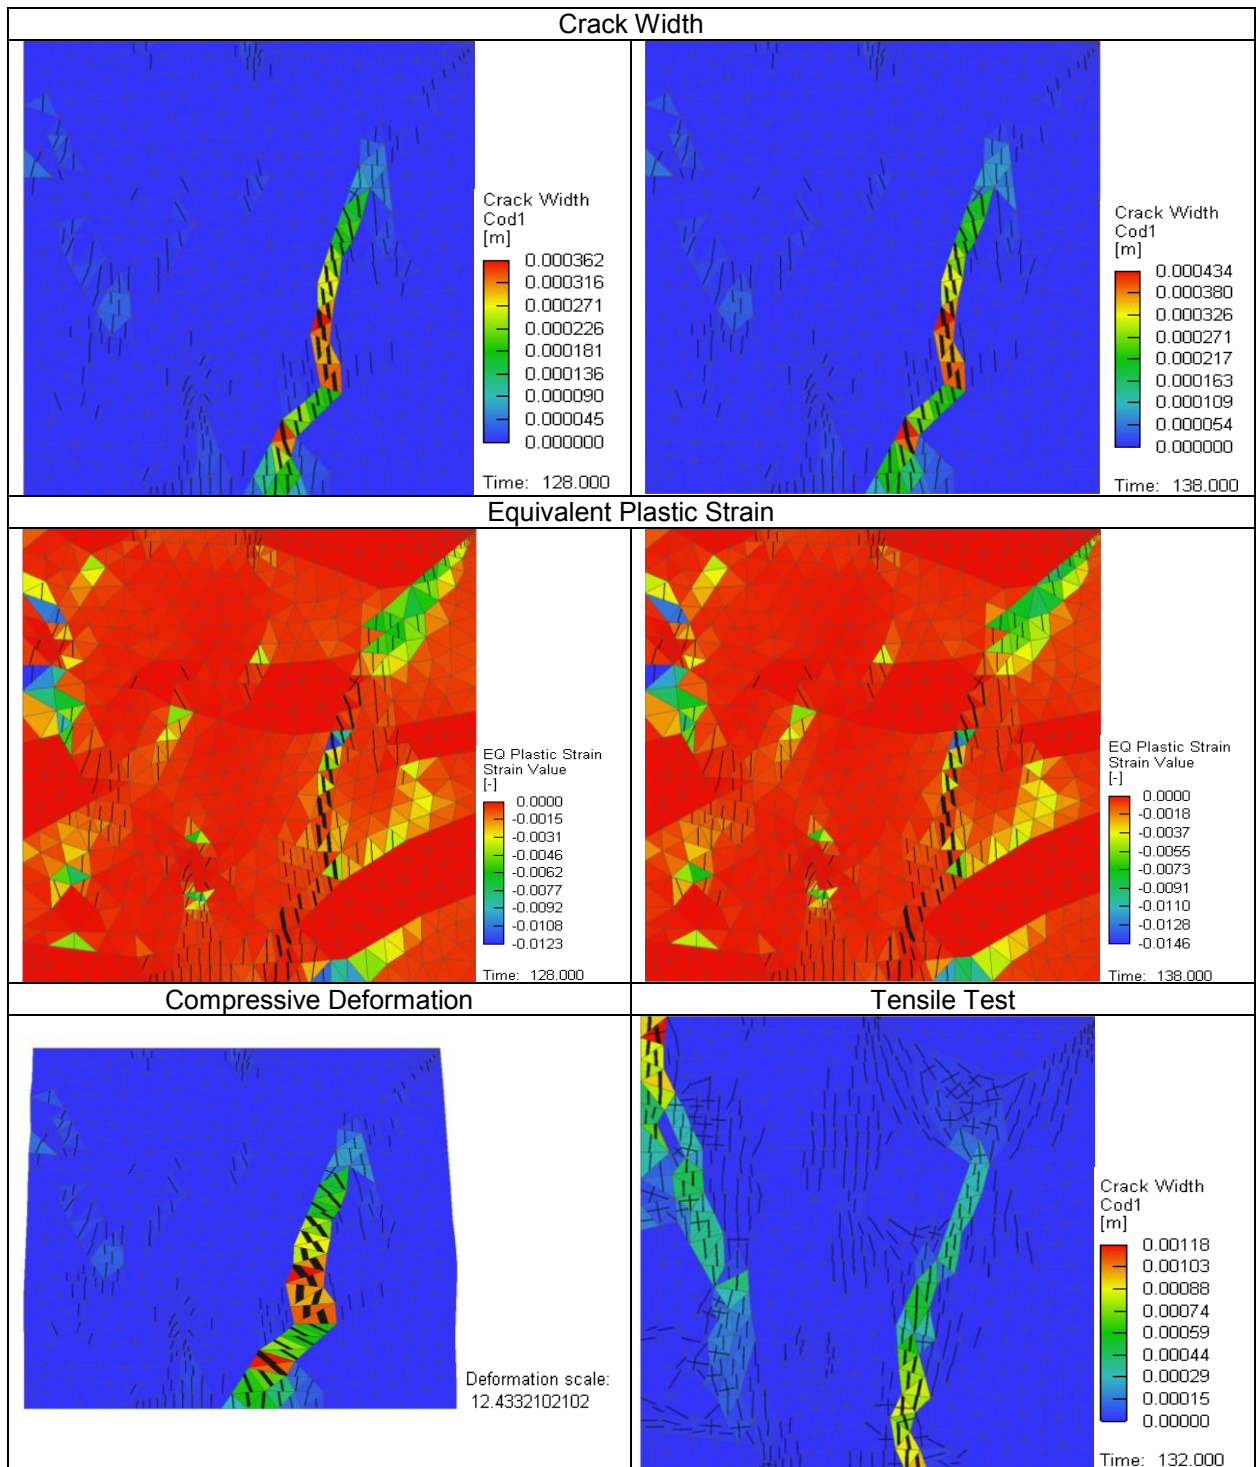 Crack Width
Crack Width
Cod1
[m]
0.000362
0.000316
0.000271
0.000226
0.000181
0.000136
0.000090
0.000045
0.000000
Time: 128.000
Crack Width
Cod1
[m]
0.000434
0.000380
0.000326
0.000271
0.000217
0.000163
0.000109
0.000054
0.000000
Time: 138.000
Equivalent Plastic Strain
EQ Plastic Strain
Strain Value
[-]
0.0000
-0.0015
-0.0031
-0.0046
-0.0062
-0.0077
-0.0092
-0.0108
-0.0123
Time: 128.000
EQ Plastic Strain
Strain Value
[-]
0.0000
-0.0018
-0.0037
-0.0055
-0.0073
-0.0091
-0.0110
-0.0128
-0.0146
Time: 138.000
Compressive Deformation
Deformation scale:
12.4332102102
Tensile Test
Crack Width
Cod1
[m]
0.00118
0.00103
0.00088
0.00074
0.00059
0.00044
0.00029
0.00015
0.00000
Time: 132.000